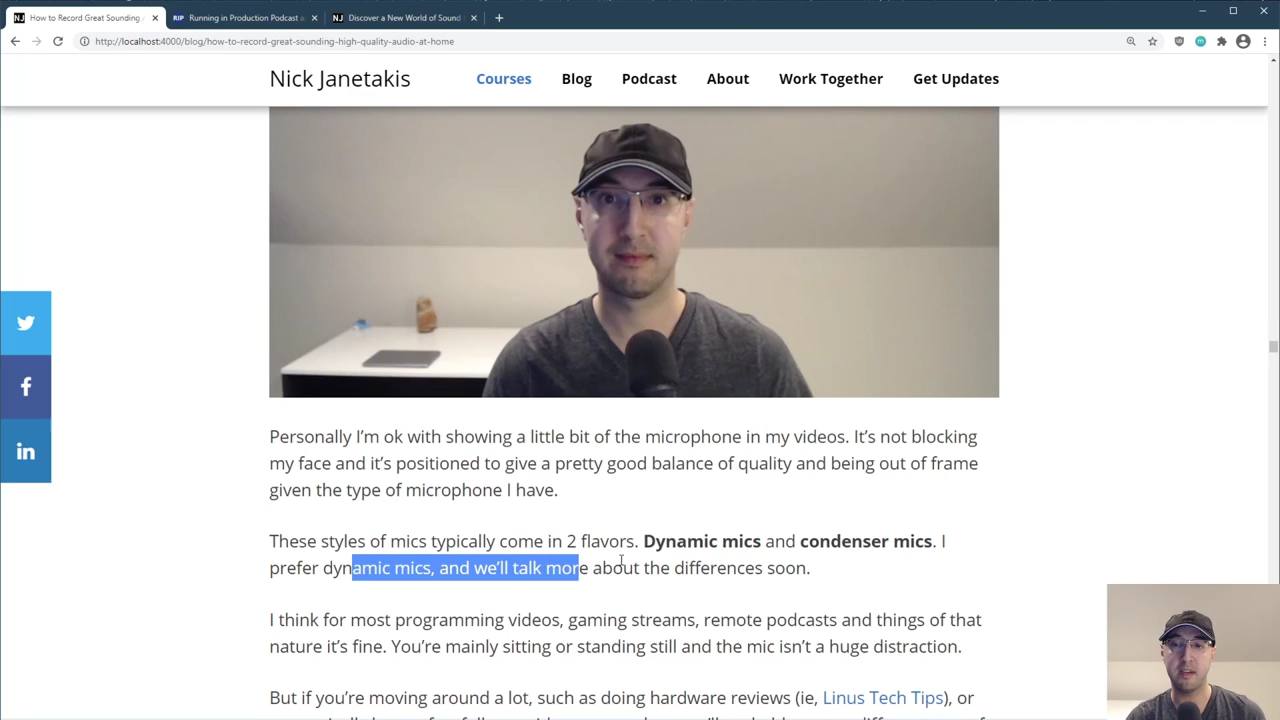 How to Record Great Sounding
Running in Production Podcast a
Discover a New World of Sound
http://localhost:4000/blog/how-to-record-great-sounding-high-quality-audio-at-home
Nick Janetakis
Courses
Blog
Podcast
About
Work Together
Get Updates
Personally I'm ok with showing a little bit of the microphone in my videos. It's not blocking
my face and it's positioned to give a pretty good balance of quality and being out of frame
given the type of microphone I have.
These styles of mics typically come in 2 flavors. Dynamic mics and condenser mics. I
prefer dynamic mics, and we'll talk more about the differences soon.
I think for most programming videos, gaming streams, remote podcasts and things of that
nature it's fine. You're mainly sitting or standing still and the mic isn't a huge distraction.
But if you're moving around a lot, such as doing hardware reviews (ie, Linus Tech Tips), or